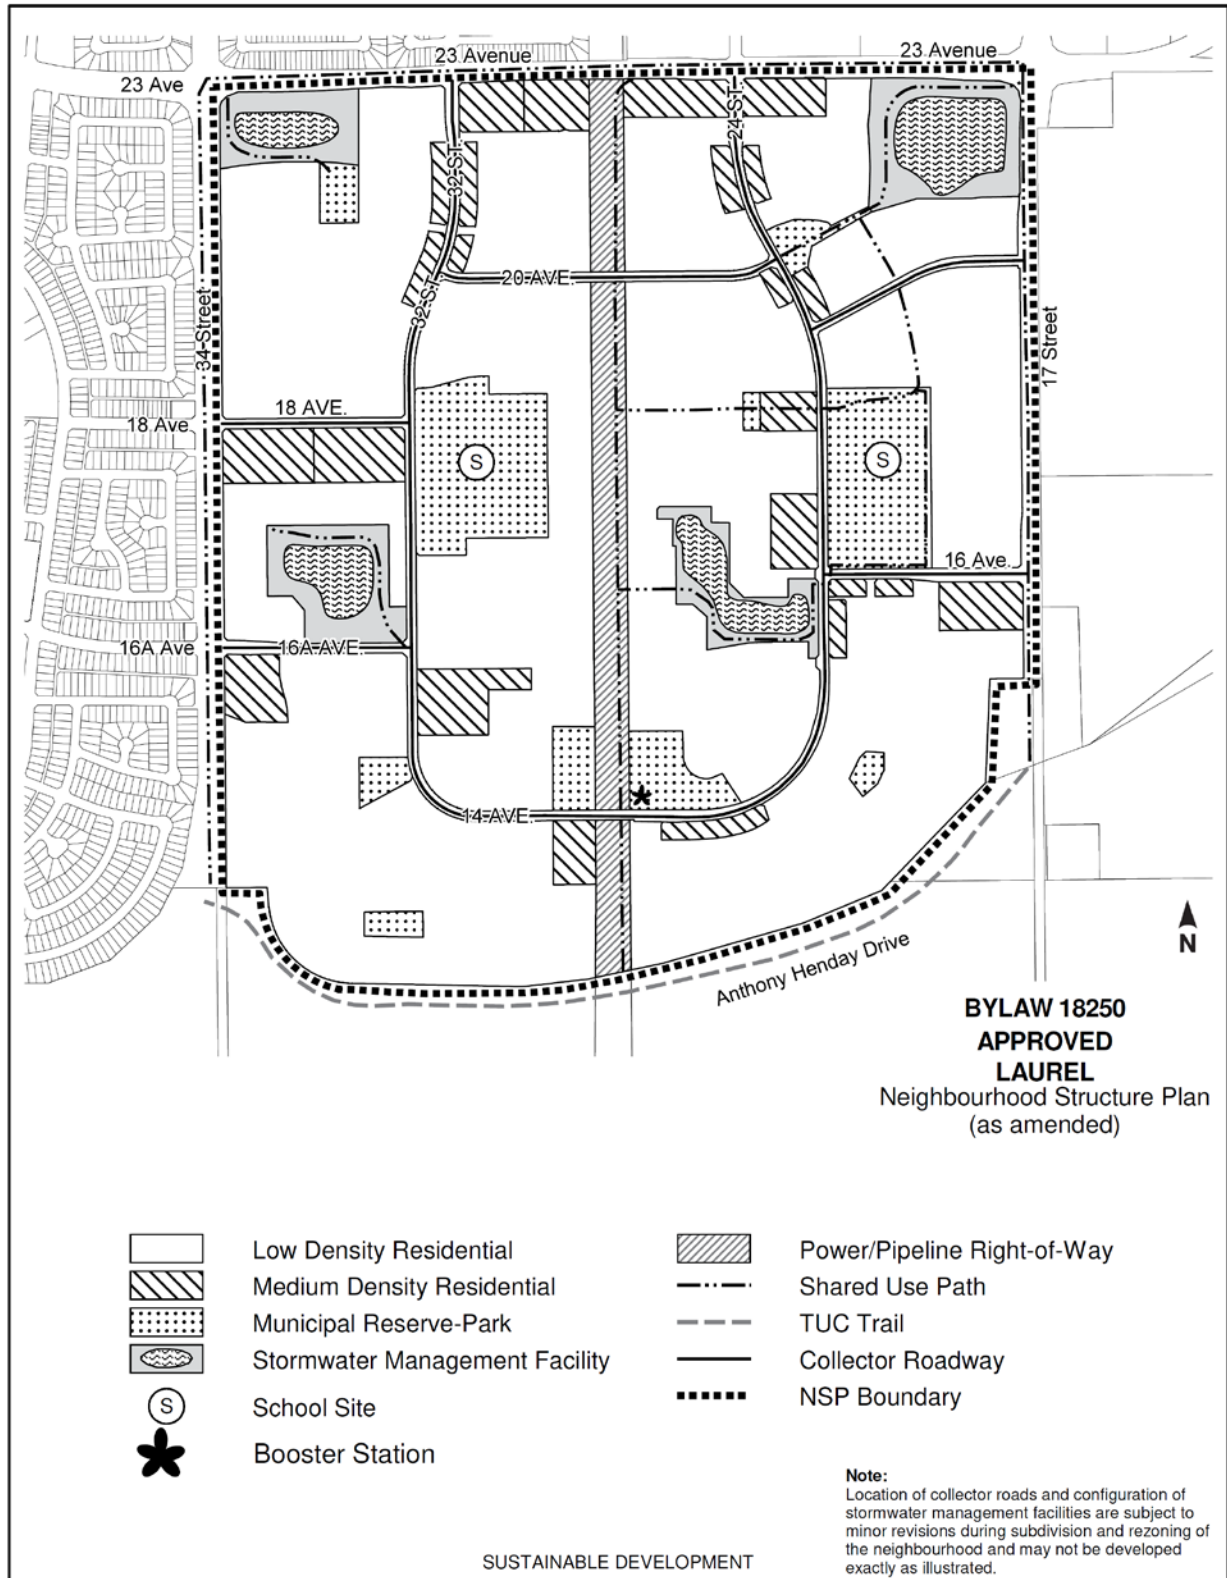 23 Avenue
23 Avenue
23 Ave
32 ST.
24 ST.
20 AVE.
32 ST.
34 Street
17 Street
18 AVE.
18 Ave
S
S
16 Ave.
16A Ave
16A AVE.
14 AVE.
N
Anthony Henday Drive
BYLAW 18250
APPROVED
LAUREL
Neighbourhood Structure Plan
(as amended)
Low Density Residential
Medium Density Residential
Municipal Reserve-Park
Stormwater Management Facility
S School Site
Booster Station
Power/Pipeline Right-of-Way
Shared Use Path
TUC Trail
Collector Roadway
NSP Boundary
Note:
Location of collector roads and configuration of
stormwater management facilities are subject to
minor revisions during subdivision and rezoning of
the neighbourhood and may not be developed
exactly as illustrated.
SUSTAINABLE DEVELOPMENT